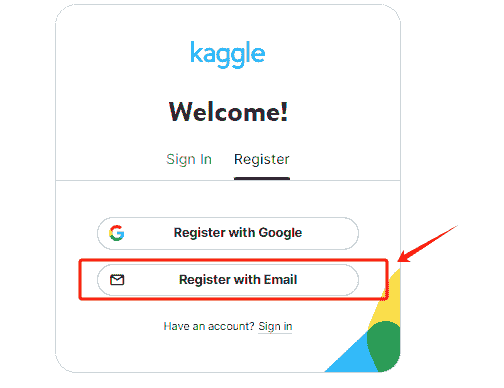 kaggle
Welcome!
Sign In Register
Register with Google
Register with Email
Have an account? Sign in